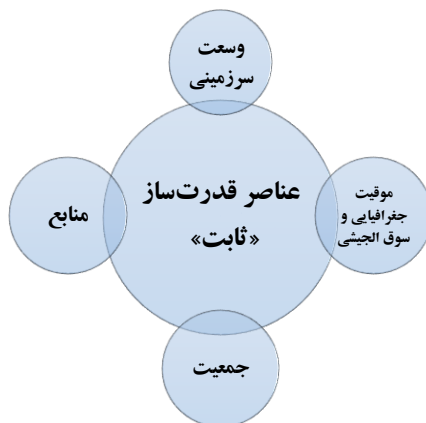 وسعت
سرزمینی
عناصر قدرت‌ساز
«ثابت»
موقیت
جغرافیایی و
سوق الجیشی
منابع
جمعیت